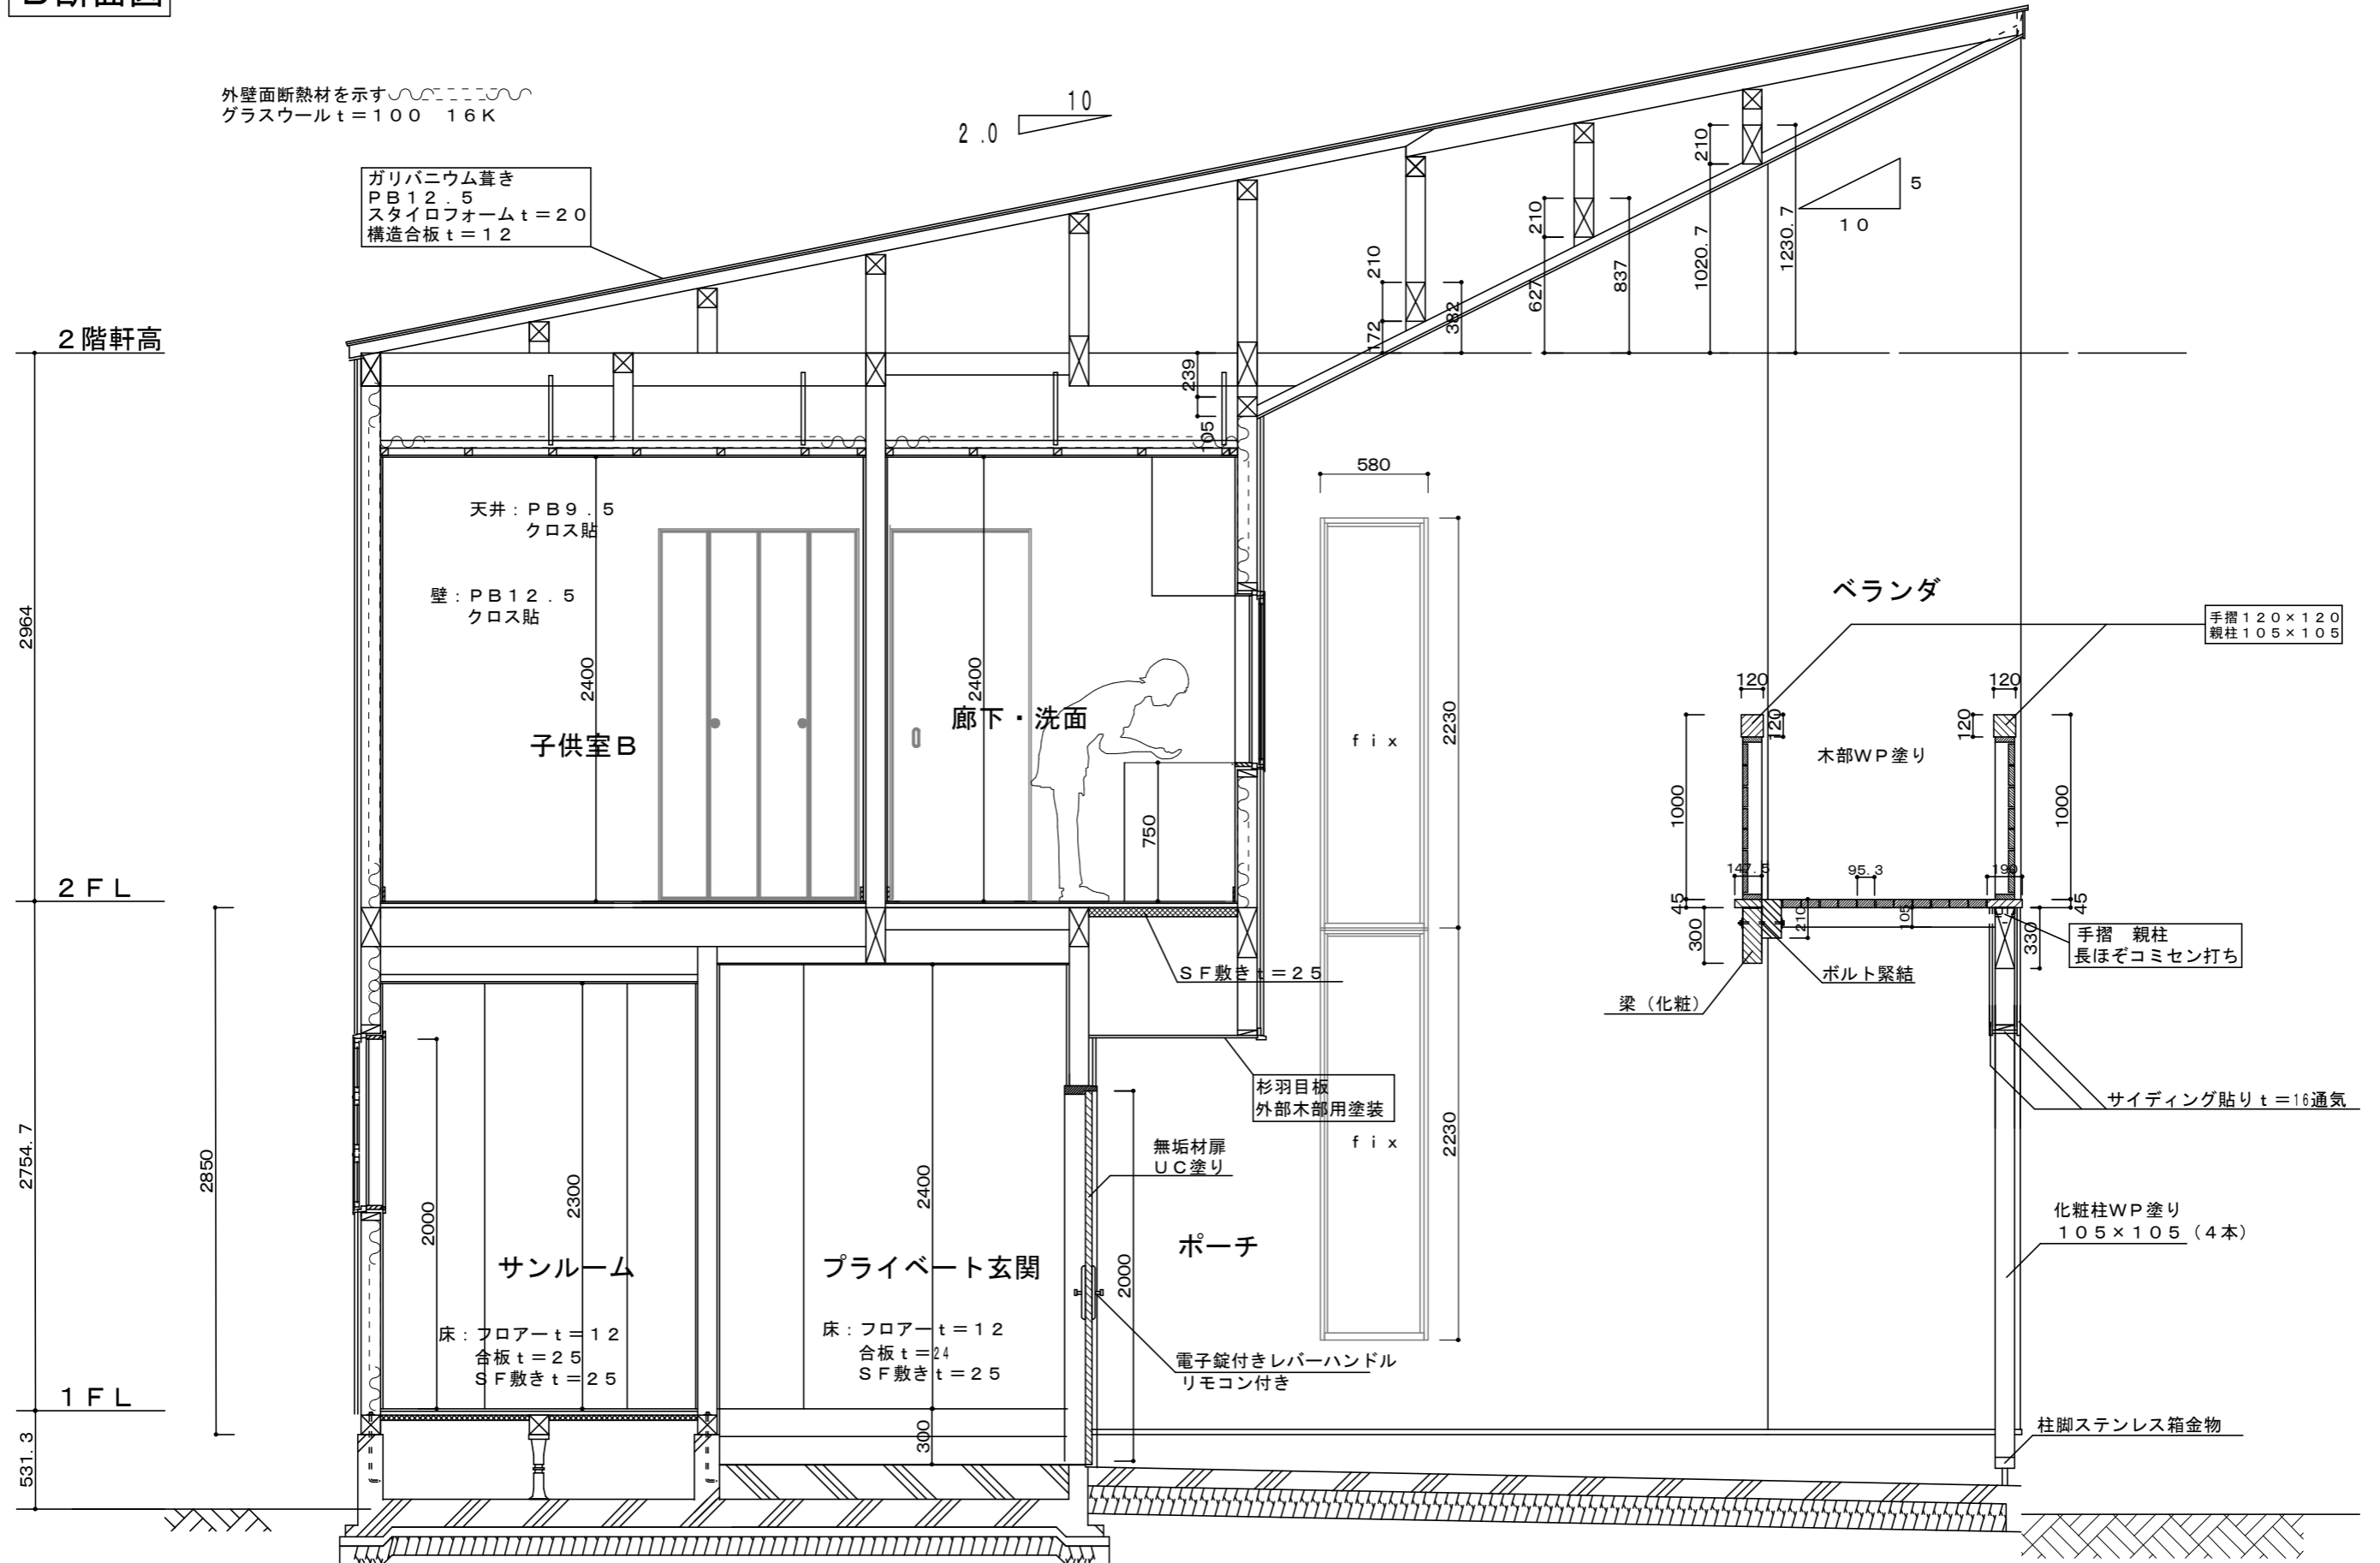 B断面図
外壁面断熱材を示す
グラスウールt=100 16K
10
2.0
ガリバニウム葺き
PB12.5
スタイロフォームt=20
構造合板t=12
5
10
210
1230.7
1020.7
210
837
627
210
382
172
2階軒高
239
105
580
天井:PB9.5
クロス貼
壁:PB12.5
クロス貼
ベランダ
手摺120×120
親柱105×105
2964
2400
2400
子供室B
廊下・洗面
750
fix
2230
120
120
120
120
木部WP塗り
1000
1000
147.5
95.3
190
2FL
45
45
300
210
105
330
手摺 親柱
長ほぞコミセン打ち
SF敷きt=25
ボルト緊結
梁(化粧)
杉羽目板
外部木部用塗装
サイディング貼りt=16通気
2754.7
2850
2000
2300
2400
無垢材扉
UC塗り
2000
fix
2230
化粧柱WP塗り
105×105(4本)
サンルーム
プライベート玄関
ポーチ
床:フロアーt=12
合板t=25
SF敷きt=25
床:フロアーt=12
合板t=24
SF敷きt=25
電子錠付きレバーハンドル
リモコン付き
1FL
531.3
300
柱脚ステンレス箱金物